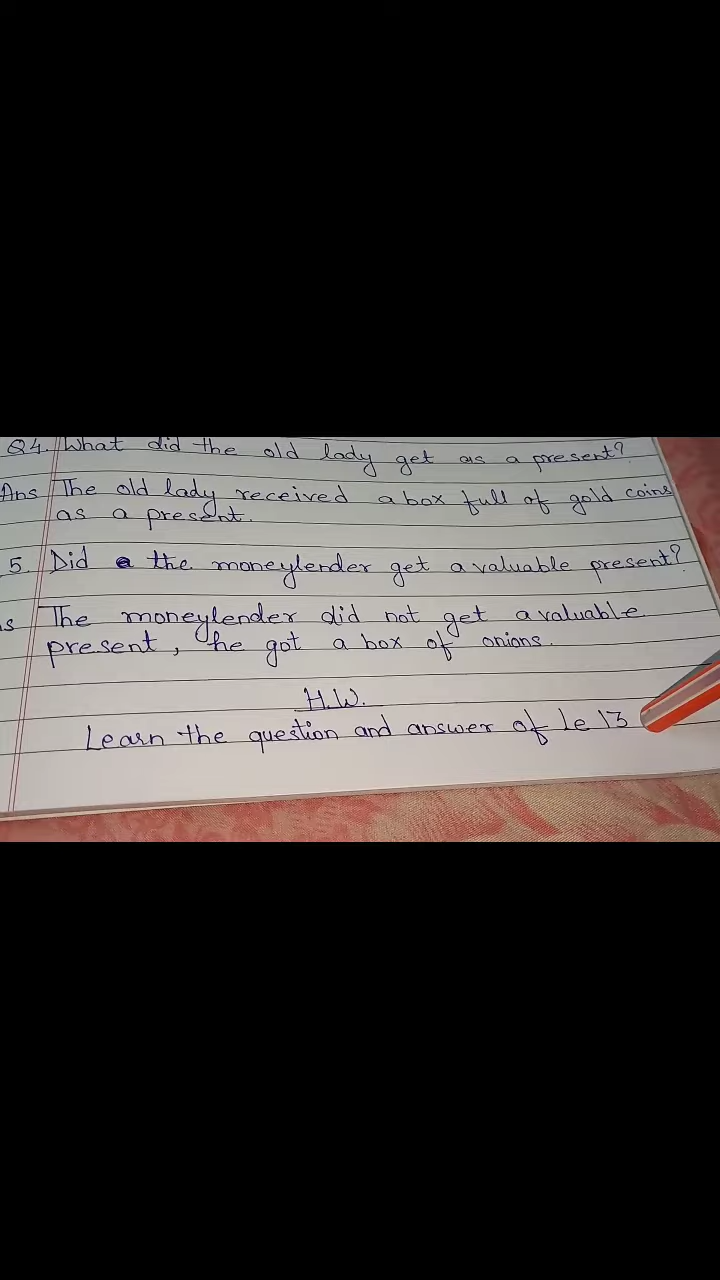 Q4. What did the old lady get as a present?
Ans The old lady received a box full of gold coins
as a present.
5. Did the moneylender get a valuable present?
s The moneylender did not get a valuable
present, he got a box of onions.
H.W.
Learn the question and answer of le 13